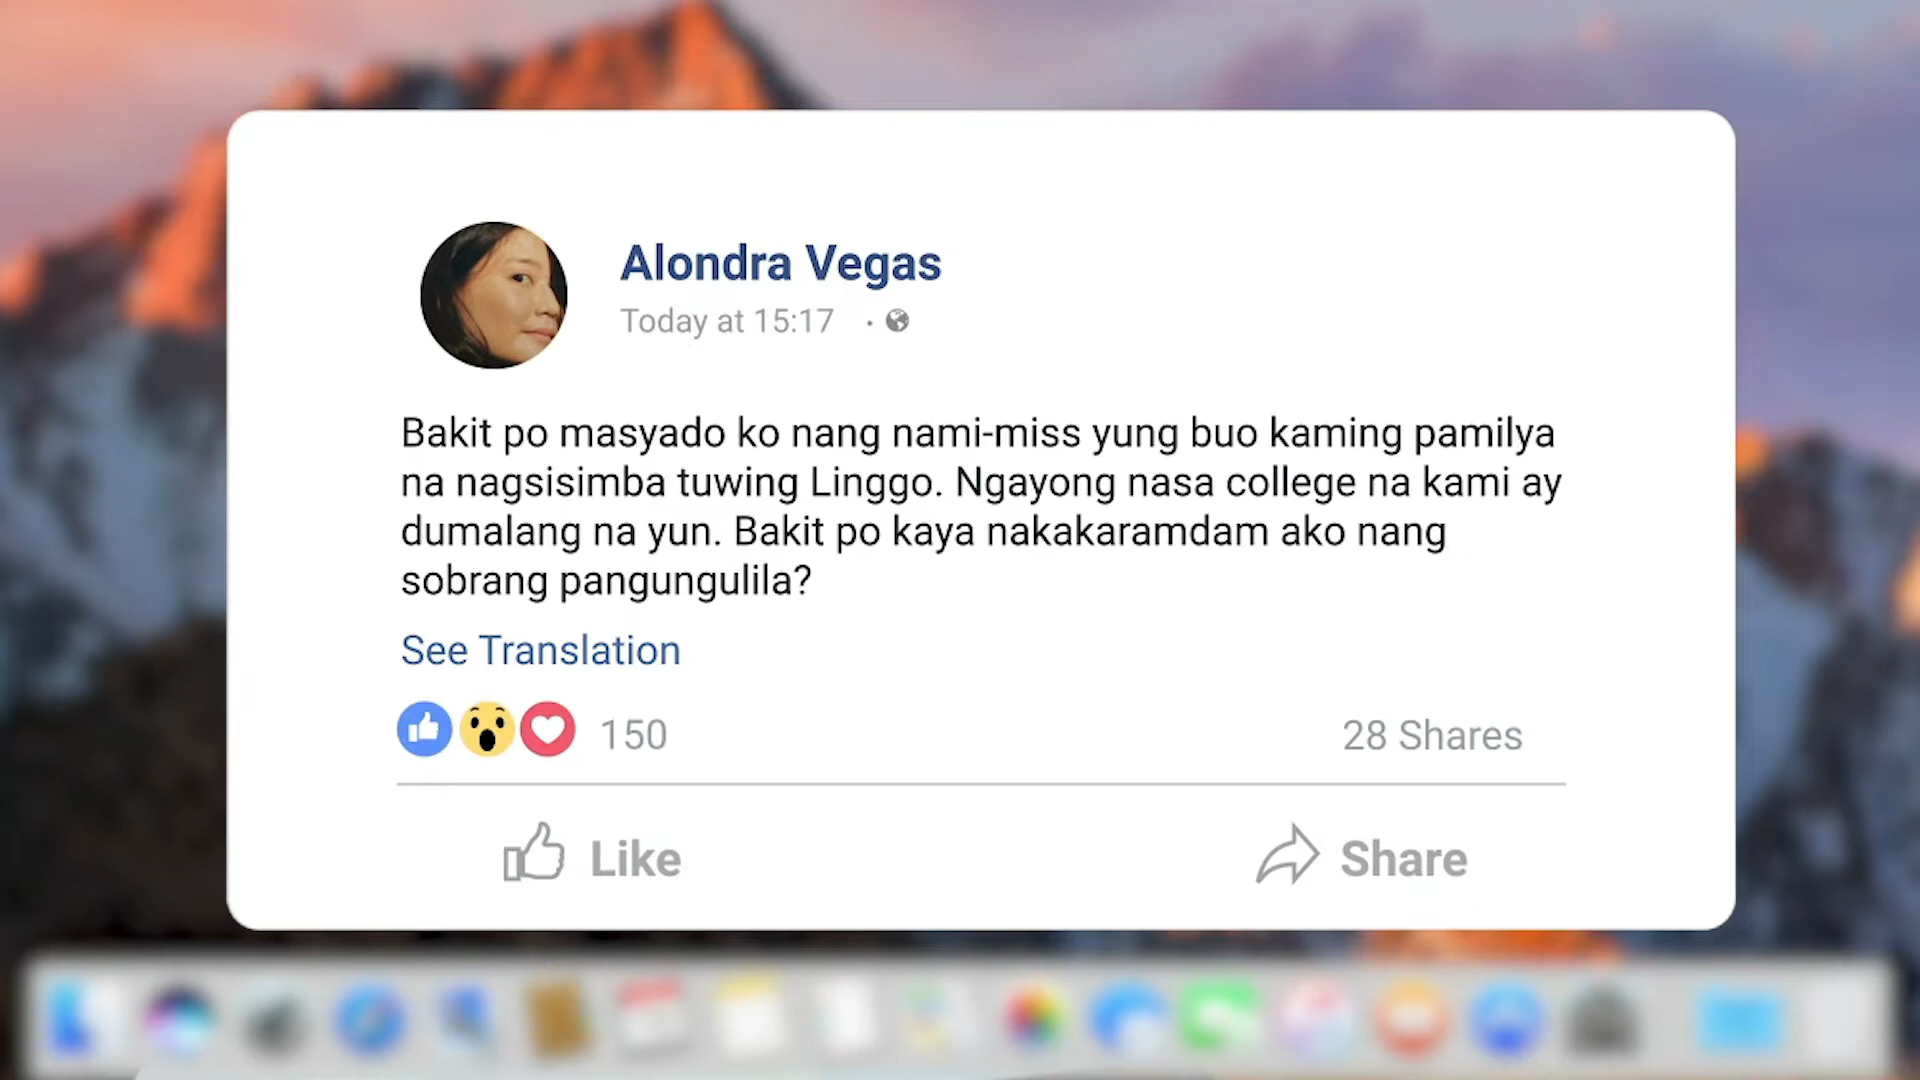 Alondra Vegas
Today at 15:17
Bakit po masyado ko nang nami-miss yung buo kaming pamilya
na nagsisimba tuwing Linggo. Ngayong nasa college na kami ay
dumalang na yun. Bakit po kaya nakakaramdam ako nang
sobrang pangungulila?
See Translation
150
28 Shares
Like
Share